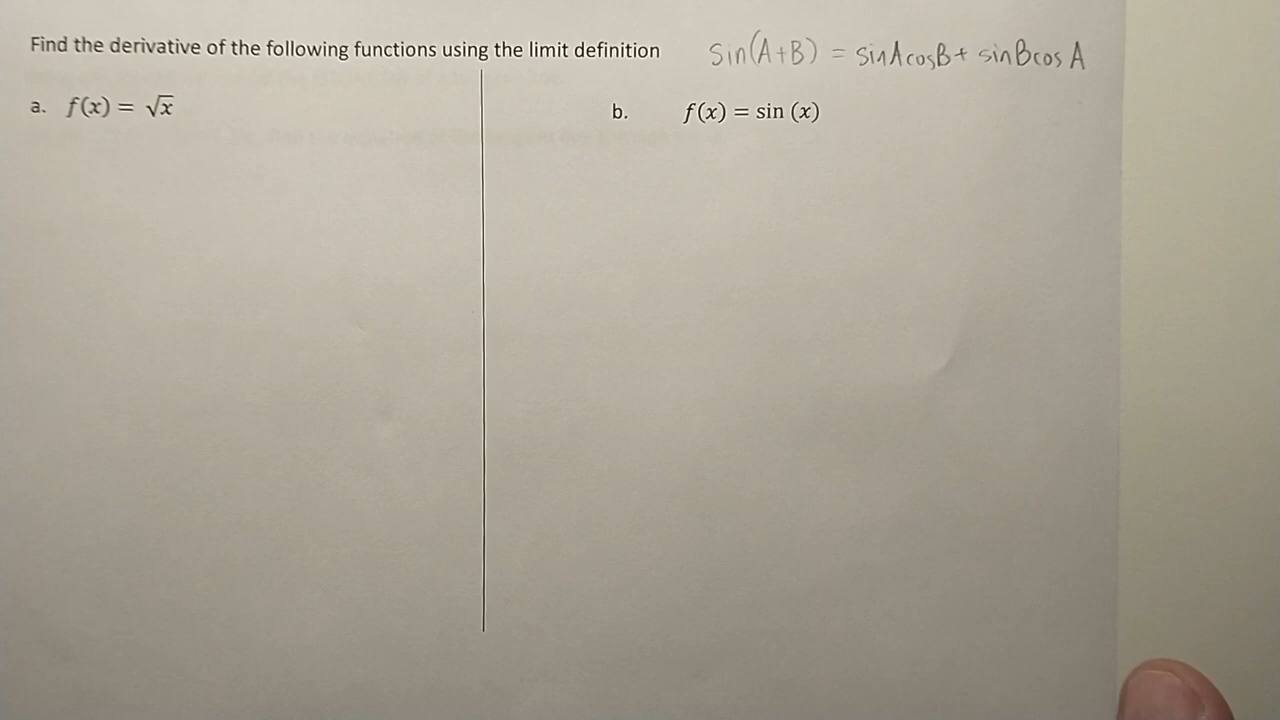 Find the derivative of the following functions using the limit definition
sin(A+B) = sinAcosB + sinBcos A
a. f(x) = √x
b. f(x) = sin (x)